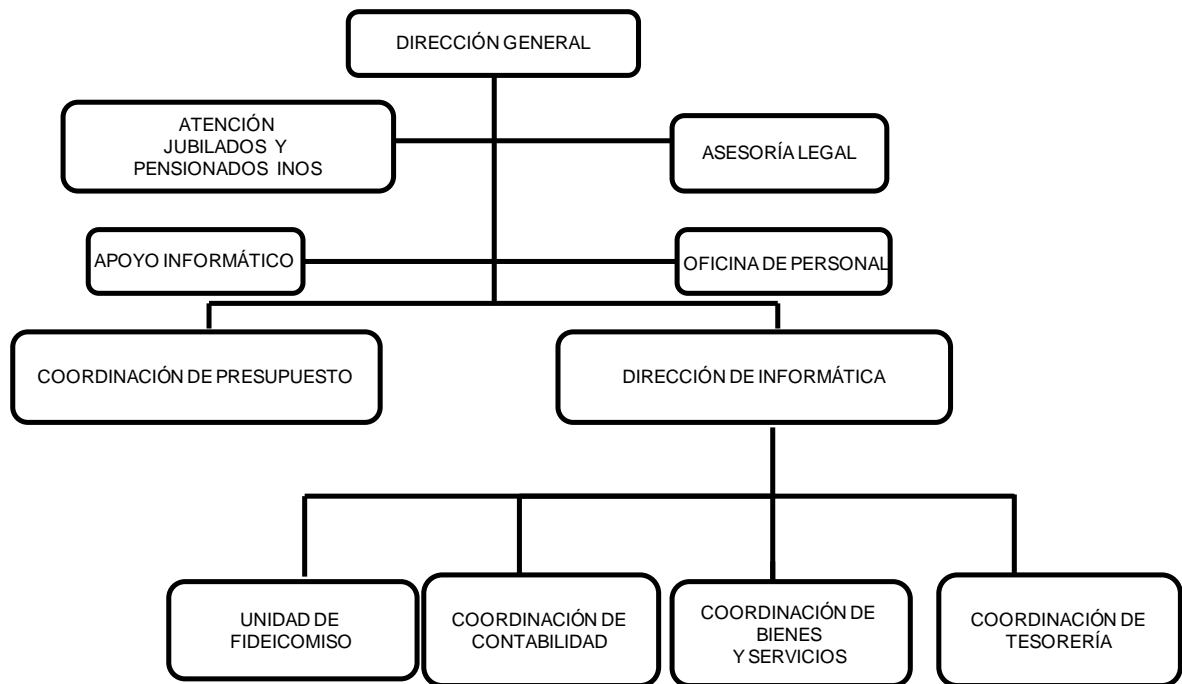 DIRECCIÓN GENERAL
ATENCIÓN
JUBILADOS Y
PENSIONADOS INOS
ASESORÍA LEGAL
APOYO INFORMÁTICO
OFICINA DE PERSONAL
COORDINACIÓN DE PRESUPUESTO
DIRECCIÓN DE INFORMÁTICA
UNIDAD DE
FIDEICOMISO
COORDINACIÓN DE
CONTABILIDAD
COORDINACIÓN DE
BIENES
Y SERVICIOS
COORDINACIÓN DE
TESORERÍA